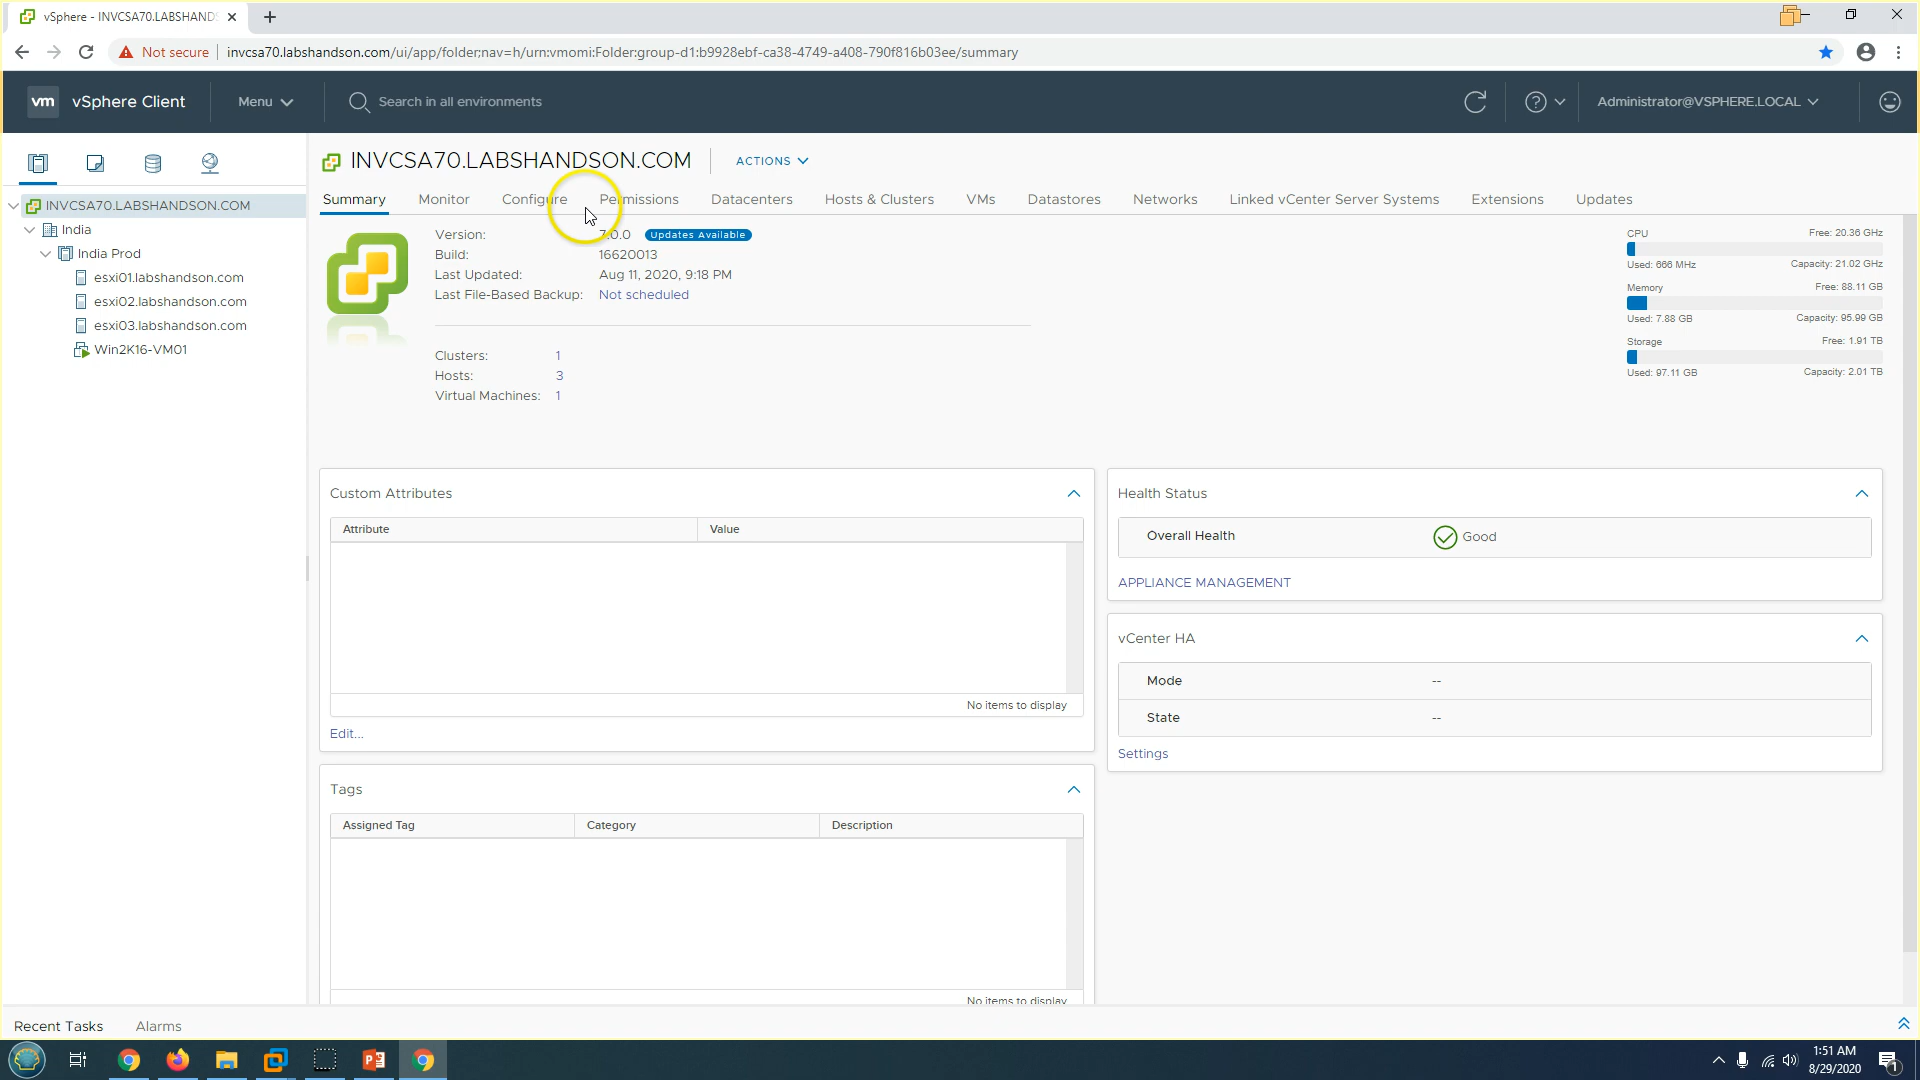 vSphere - INVCSA70.LABSHANDS
Not secure
invcsa70.labshandson.com/ui/app/folder;nav=h/urn:vmomi:Folder:group-d1:b9928ebf-ca38-4749-a408-790f816b03ee/summary
vm
vSphere Client
Menu
Search in all environments
Administrator@VSPHERE.LOCAL
INVCSA70.LABSHANDSON.COM
India
India Prod
esxi01.labshandson.com
esxi02.labshandson.com
esxi03.labshandson.com
Win2K16-VM01
INVCSA70.LABSHANDSON.COM
ACTIONS
Summary
Monitor
Configure
Permissions
Datacenters
Hosts & Clusters
VMs
Datastores
Networks
Linked vCenter Server Systems
Extensions
Updates
Version: 7.0.0 Updates Available
Build: 16620013
Last Updated: Aug 11, 2020, 9:18 PM
Last File-Based Backup: Not scheduled
Clusters: 1
Hosts: 3
Virtual Machines: 1
CPU Free: 20.36 GHz
Used: 666 MHz Capacity: 21.02 GHz
Memory Free: 88.11 GB
Used: 7.88 GB Capacity: 95.99 GB
Storage Free: 1.91 TB
Used: 97.11 GB Capacity: 2.01 TB
Custom Attributes
Attribute Value
No items to display
Edit...
Tags
Assigned Tag Category Description
No items to display
Health Status
Overall Health Good
APPLIANCE MANAGEMENT
vCenter HA
Mode --
State --
Settings
Recent Tasks Alarms
1:51 AM
8/29/2020
1